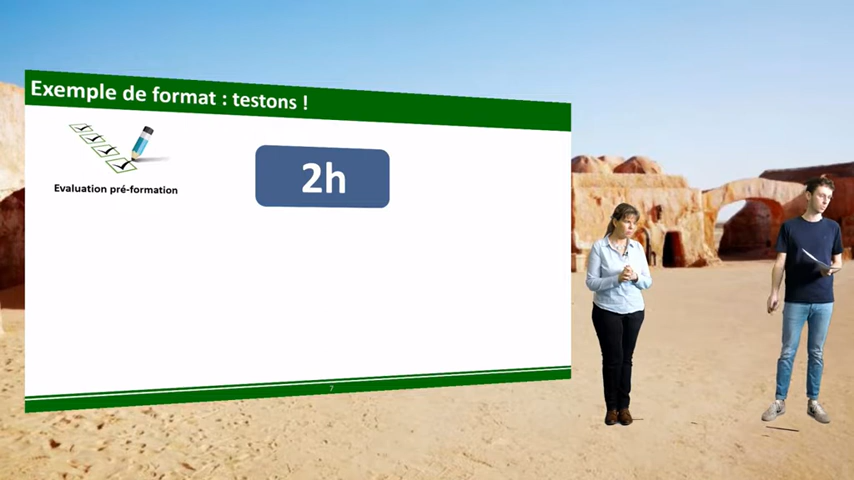 Exemple de format : testons !
Evaluation pré-formation
2h
7